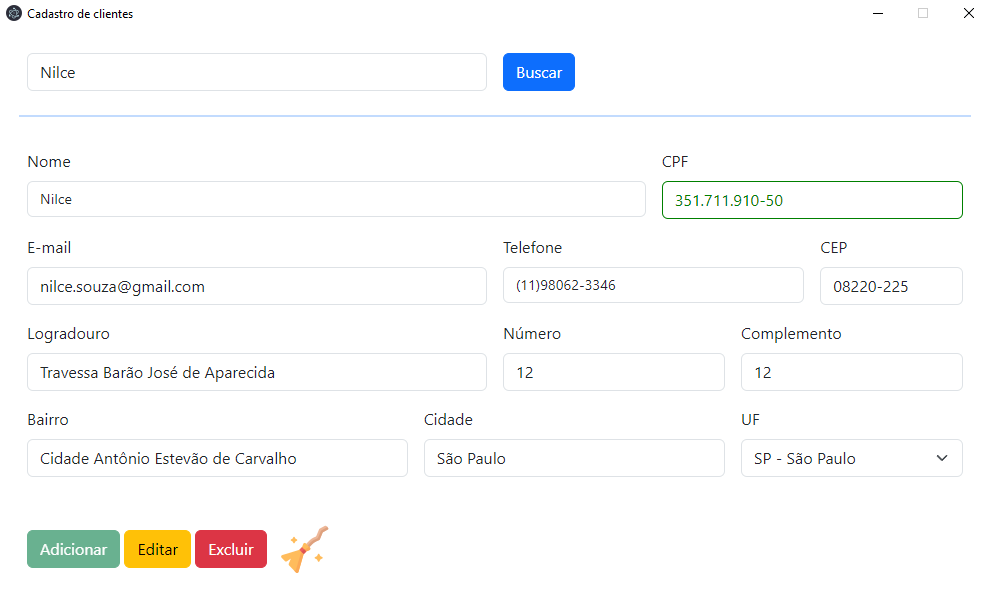 Cadastro de clientes
Nilce
Buscar
Nome
CPF
Nilce
351.711.910-50
E-mail
Telefone
CEP
nilce.souza@gmail.com
(11)98062-3346
08220-225
Logradouro
Número
Complemento
Travessa Barão José de Aparecida
12
12
Bairro
Cidade
UF
Cidade Antônio Estevão de Carvalho
São Paulo
SP - São Paulo
Adicionar
Editar
Excluir